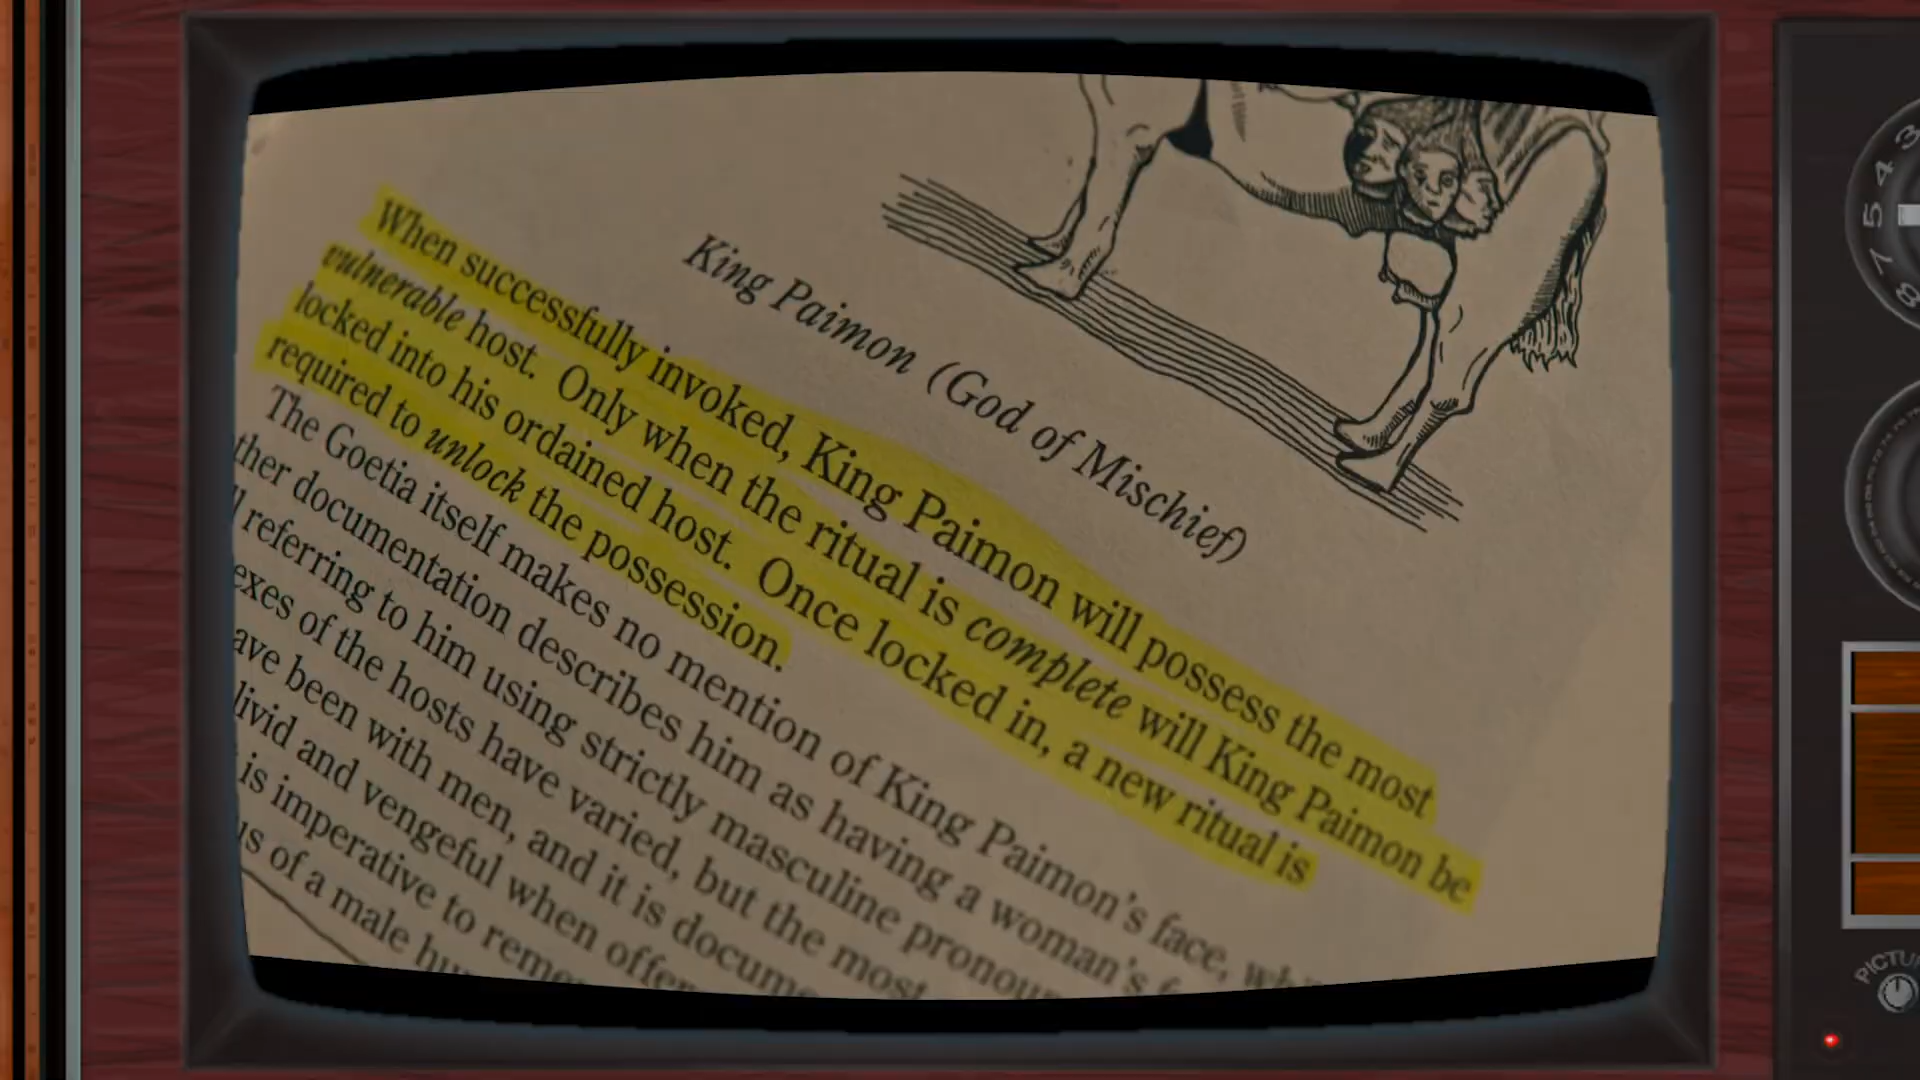 King Paimon (God of Mischief)
When successfully invoked, King Paimon will possess the most
vulnerable host. Only when the ritual is complete will King Paimon be
locked into his ordained host. Once locked in, a new ritual is
required to unlock the possession.
The Goetia itself makes no mention of King Paimon's face,
ther documentation describes him as having a woman's
referring to him using strictly masculine pronou
exes of the hosts have varied, but the most
ave been with men, and it is docume
livid and vengeful when offer
is imperative to reme
of a male hu
3
4
5
7
8
PICTU